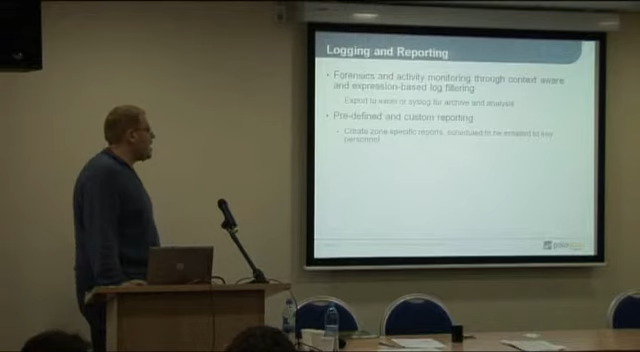 Logging and Reporting
• Forensics and activity monitoring through context aware
and expression-based log filtering
Export to excel or syslog for archive and analysis
• Pre-defined and custom reporting
Create zone specific reports, scheduled to be emailed to key
personnel